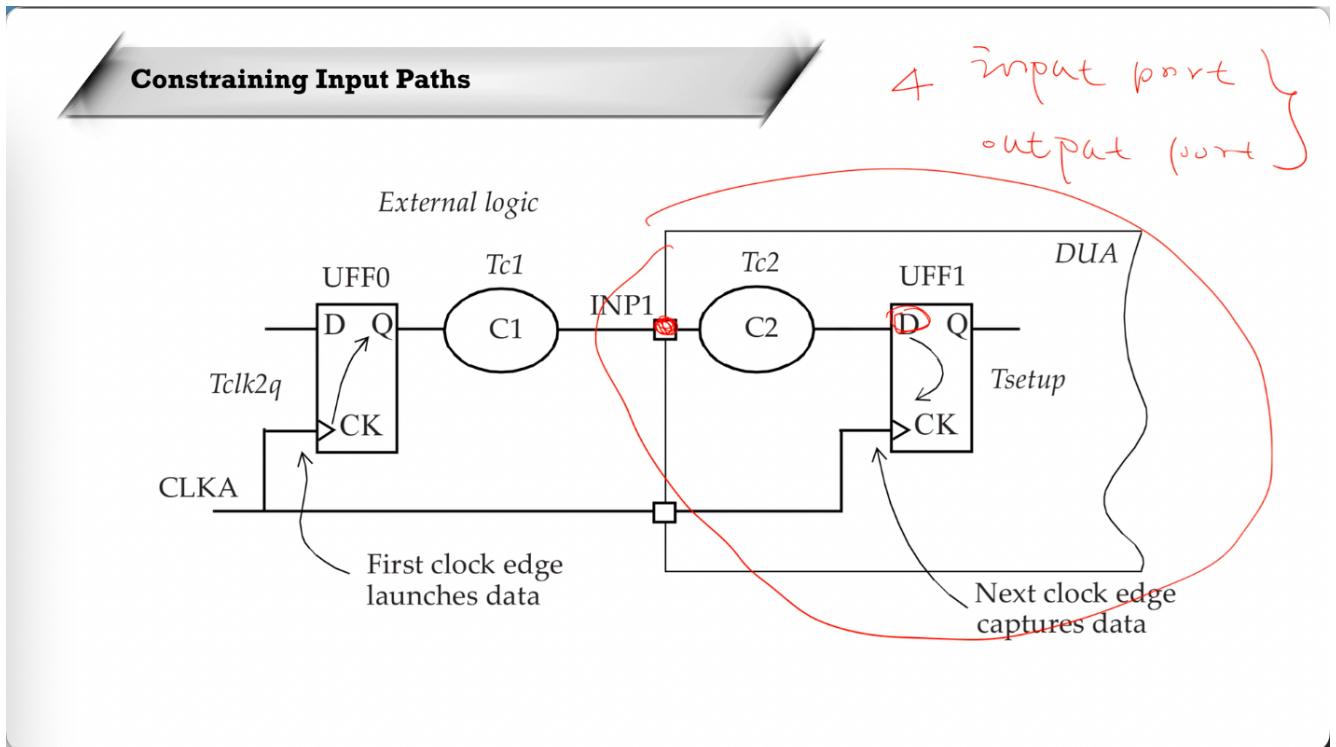 Constraining Input Paths
4 input port
output port
External logic
UFF0
Tc1
INP1
Tc2
DUA
UFF1
D Q
C1
C2
D Q
Tclk2q
Tsetup
CK
CK
CLKA
First clock edge
launches data
Next clock edge
captures data